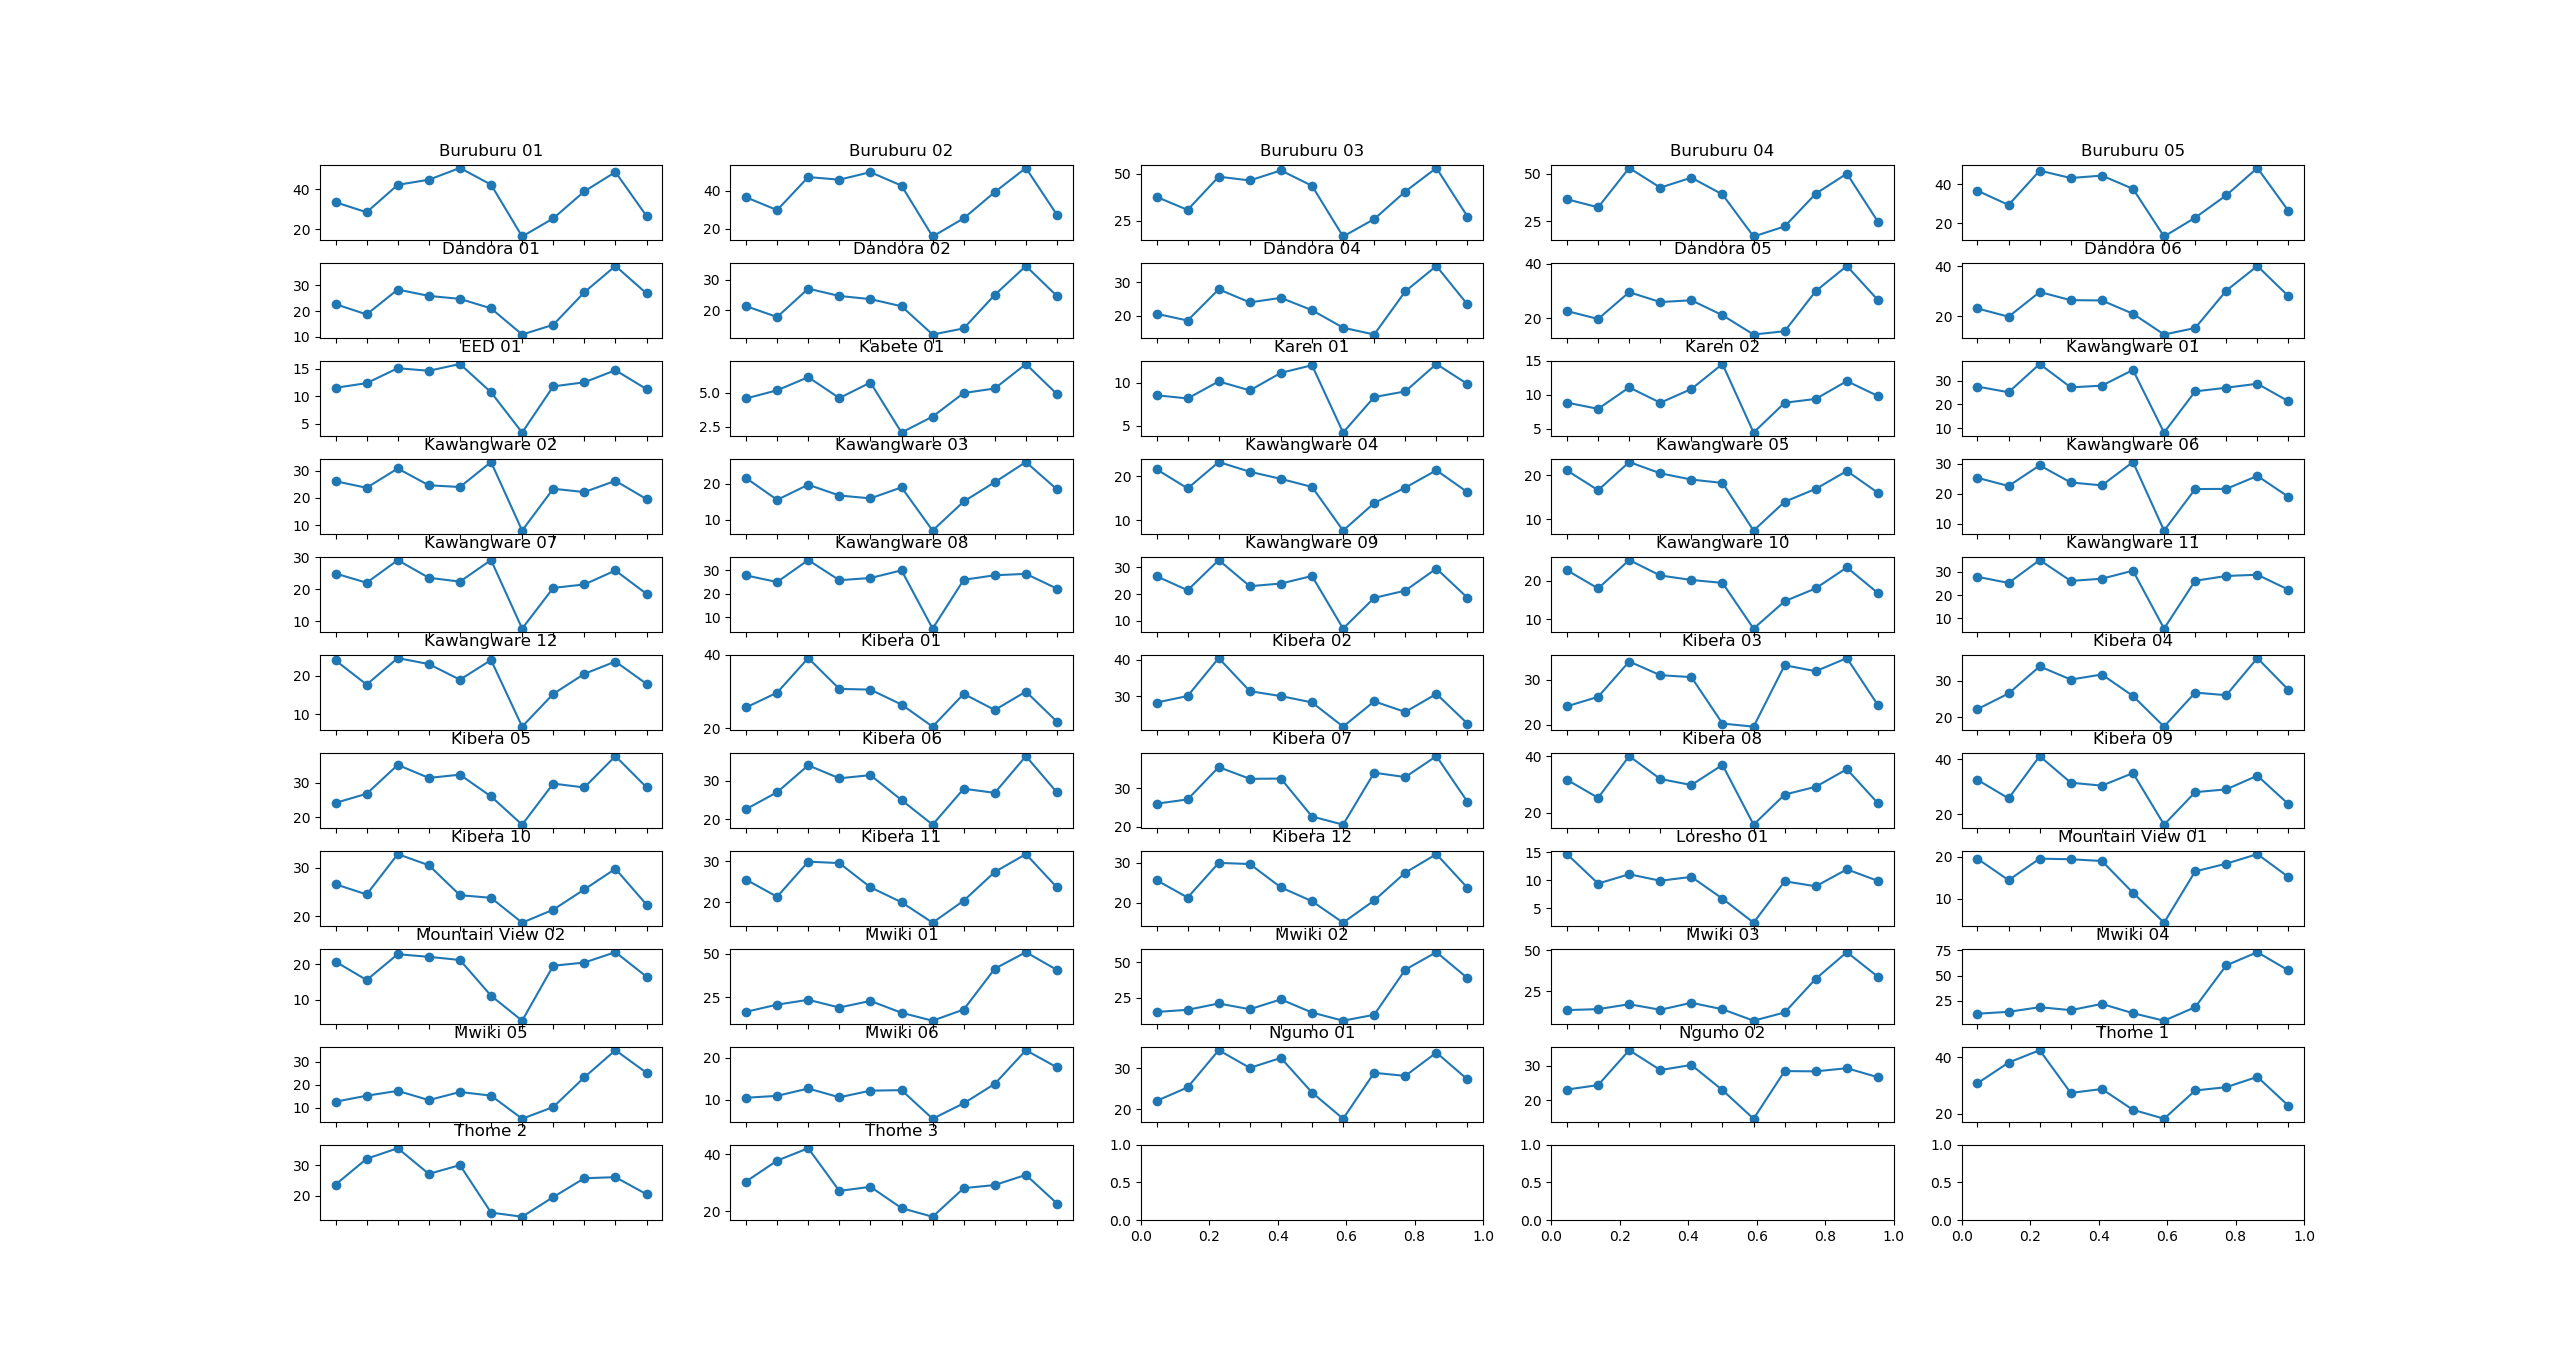 Buruburu 01 Buruburu 02 Buruburu 03 Buruburu 04 Buruburu 05
40 20 40 20 50 25 50 25 40 20
Dandora 01 Dandora 02 Dandora 04 Dandora 05 Dandora 06
30 20 10 30 20 30 20 40 20 40 20
EED 01 Kabete 01 Karen 01 Karen 02 Kawangware 01
15 10 5 5.0 2.5 10 5 15 10 5 30 20 10
Kawangware 02 Kawangware 03 Kawangware 04 Kawangware 05 Kawangware 06
30 20 10 20 10 20 10 20 10 30 20 10
Kawangware 07 Kawangware 08 Kawangware 09 Kawangware 10 Kawangware 11
30 20 10 30 20 10 30 20 10 20 10 30 20 10
Kawangware 12 Kibera 01 Kibera 02 Kibera 03 Kibera 04
20 10 40 20 40 30 30 20 30 20
Kibera 05 Kibera 06 Kibera 07 Kibera 08 Kibera 09
30 20 30 20 30 20 40 20 40 20
Kibera 10 Kibera 11 Kibera 12 Loresho 01 Mountain View 01
30 20 30 20 30 20 15 10 5 20 10
Mountain View 02 Mwiki 01 Mwiki 02 Mwiki 03 Mwiki 04
20 10 50 25 50 25 50 25 75 50 25
Mwiki 05 Mwiki 06 Ngumo 01 Ngumo 02 Thome 1
30 20 10 20 10 30 20 30 20 40 20
Thome 2 Thome 3
30 20 40 20 1.0 0.5 0.0 1.0 0.5 0.0 1.0 0.5 0.0
0.0 0.2 0.4 0.6 0.8 1.0 0.0 0.2 0.4 0.6 0.8 1.0 0.0 0.2 0.4 0.6 0.8 1.0